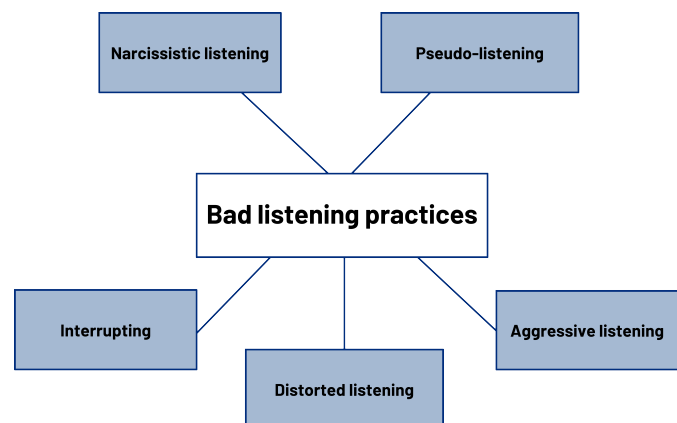 Narcissistic listening
Pseudo-listening
Bad listening practices
Interrupting
Aggressive listening
Distorted listening